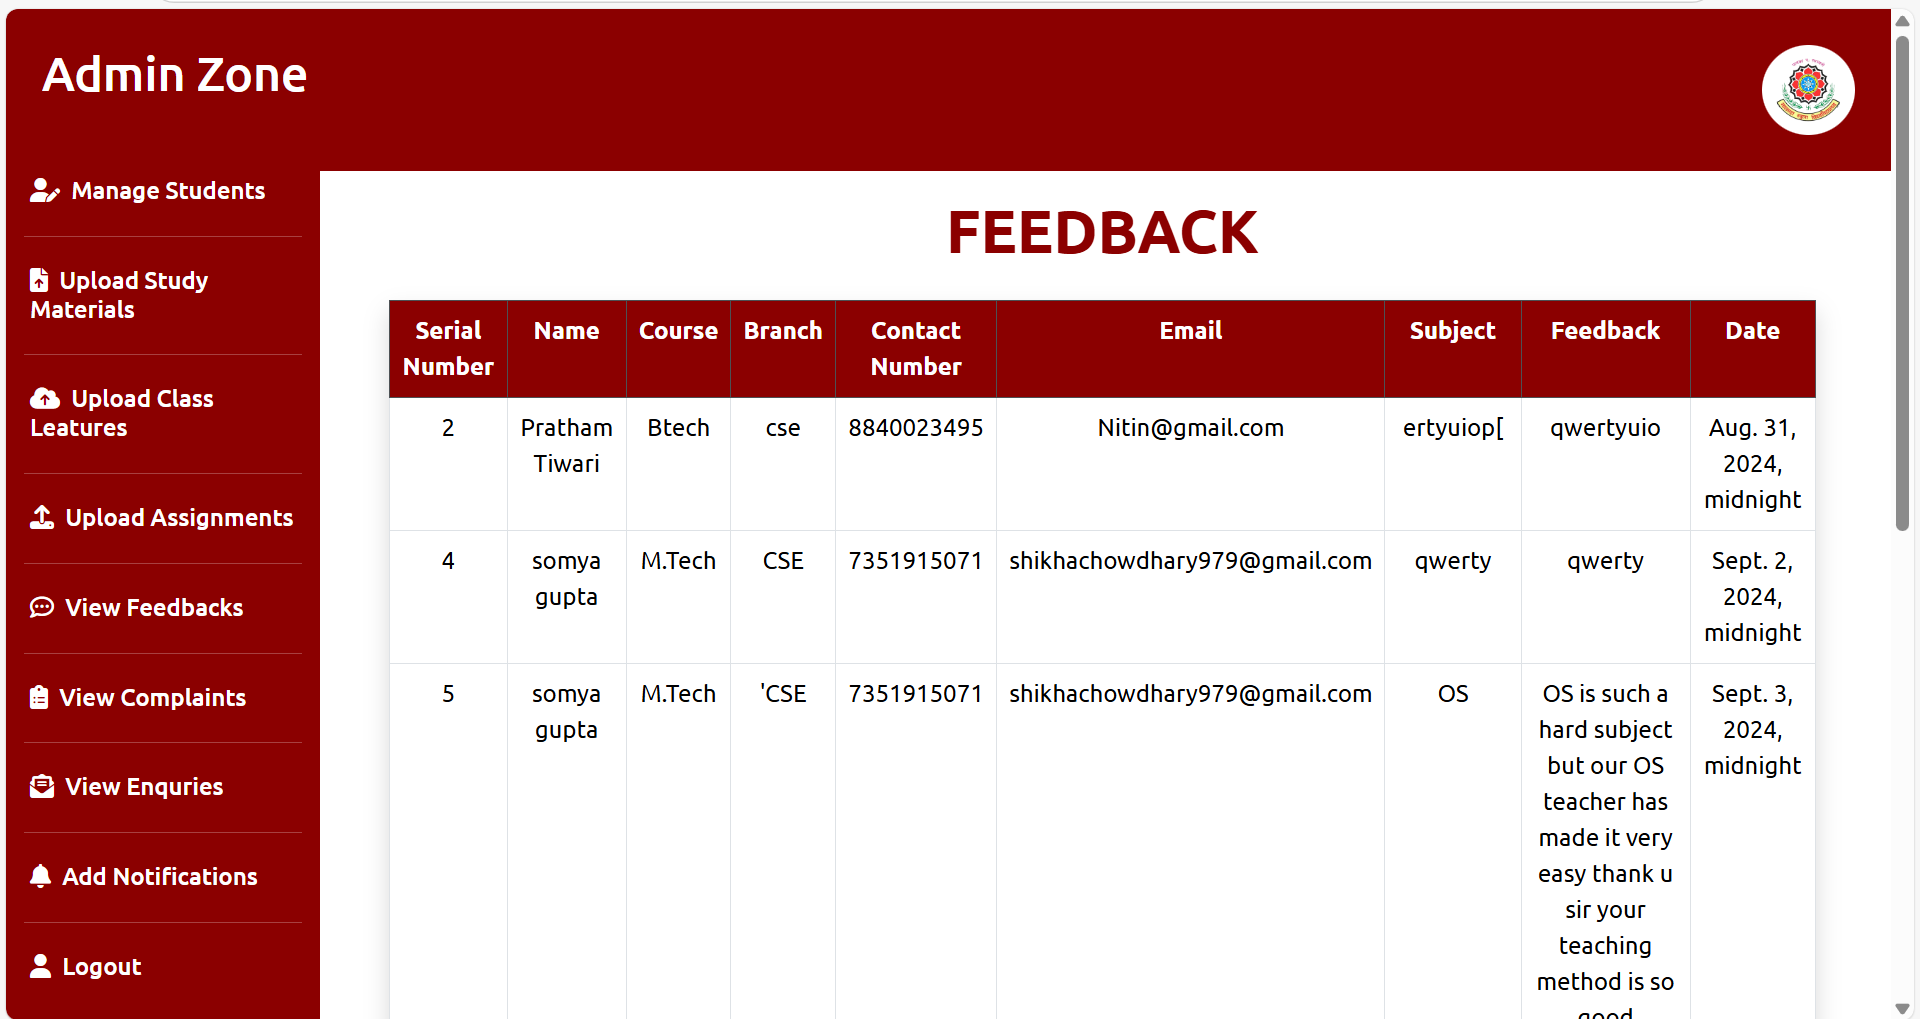 Admin Zone
Manage Students
Upload Study
Materials
Upload Class
Leatures
Upload Assignments
View Feedbacks
View Complaints
View Enquries
Add Notifications
Logout
FEEDBACK
Serial Number Name Course Branch Contact Number Email Subject Feedback Date
2 Pratham Tiwari Btech cse 8840023495 Nitin@gmail.com ertyuiop[ qwertyuio Aug. 31, 2024, midnight
4 somya gupta M.Tech CSE 7351915071 shikhachowdhary979@gmail.com qwerty qwerty Sept. 2, 2024, midnight
5 somya gupta M.Tech 'CSE 7351915071 shikhachowdhary979@gmail.com OS OS is such a hard subject but our OS teacher has made it very easy thank u sir your teaching method is so good Sept. 3, 2024, midnight